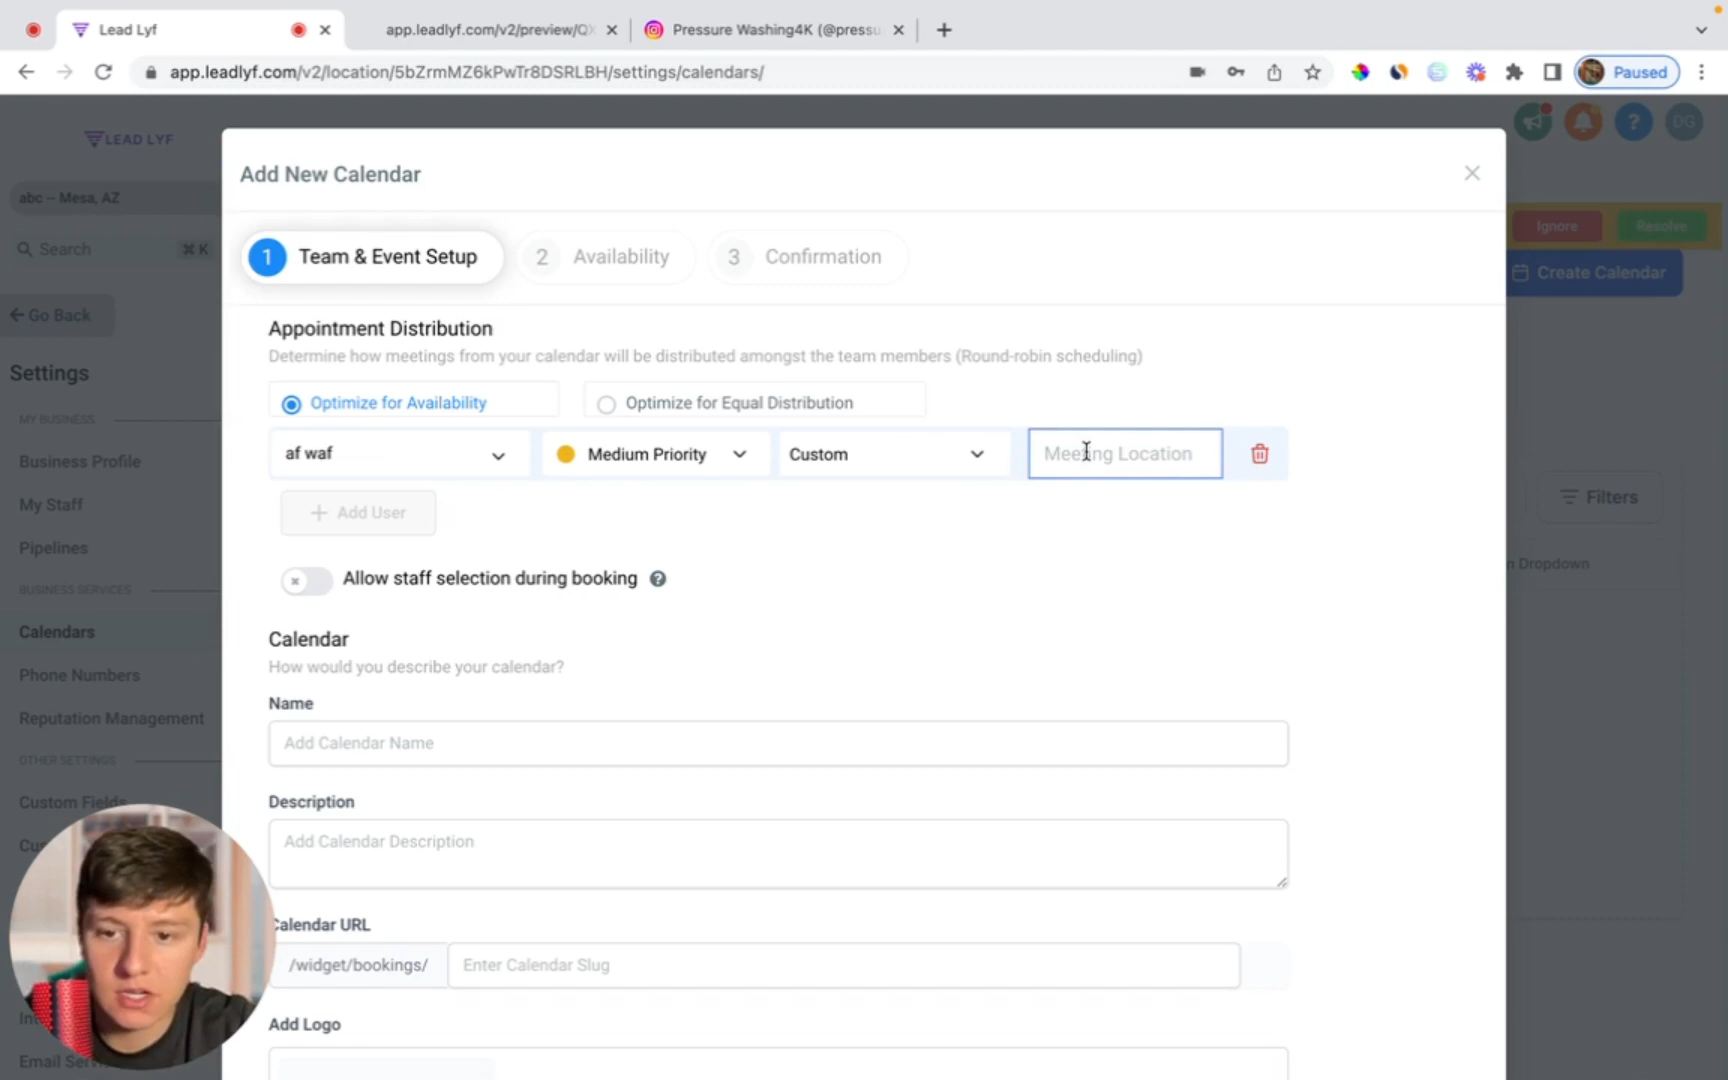 Lead Lyf
app.leadlyf.com/v2/preview/QX
Pressure Washing4K (@pressu
app.leadlyf.com/v2/location/5bZrmMZ6kPwTr8DSRLBH/settings/calendars/
Paused
LEAD LYF
DG
Add New Calendar
abc -- Mesa, AZ
Ignore
Resolve
Search
⌘ K
1 Team & Event Setup
2 Availability
3 Confirmation
Create Calendar
Go Back
Appointment Distribution
Determine how meetings from your calendar will be distributed amongst the team members (Round-robin scheduling)
Settings
Optimize for Availability
Optimize for Equal Distribution
MY BUSINESS
Business Profile
af waf
Medium Priority
Custom
Meeting Location
My Staff
+ Add User
Filters
Pipelines
n Dropdown
BUSINESS SERVICES
Allow staff selection during booking
Calendars
Calendar
How would you describe your calendar?
Phone Numbers
Name
Reputation Management
Add Calendar Name
OTHER SETTINGS
Custom Fields
Description
Cu
Add Calendar Description
Calendar URL
/widget/bookings/
Enter Calendar Slug
In
Add Logo
Email Serv